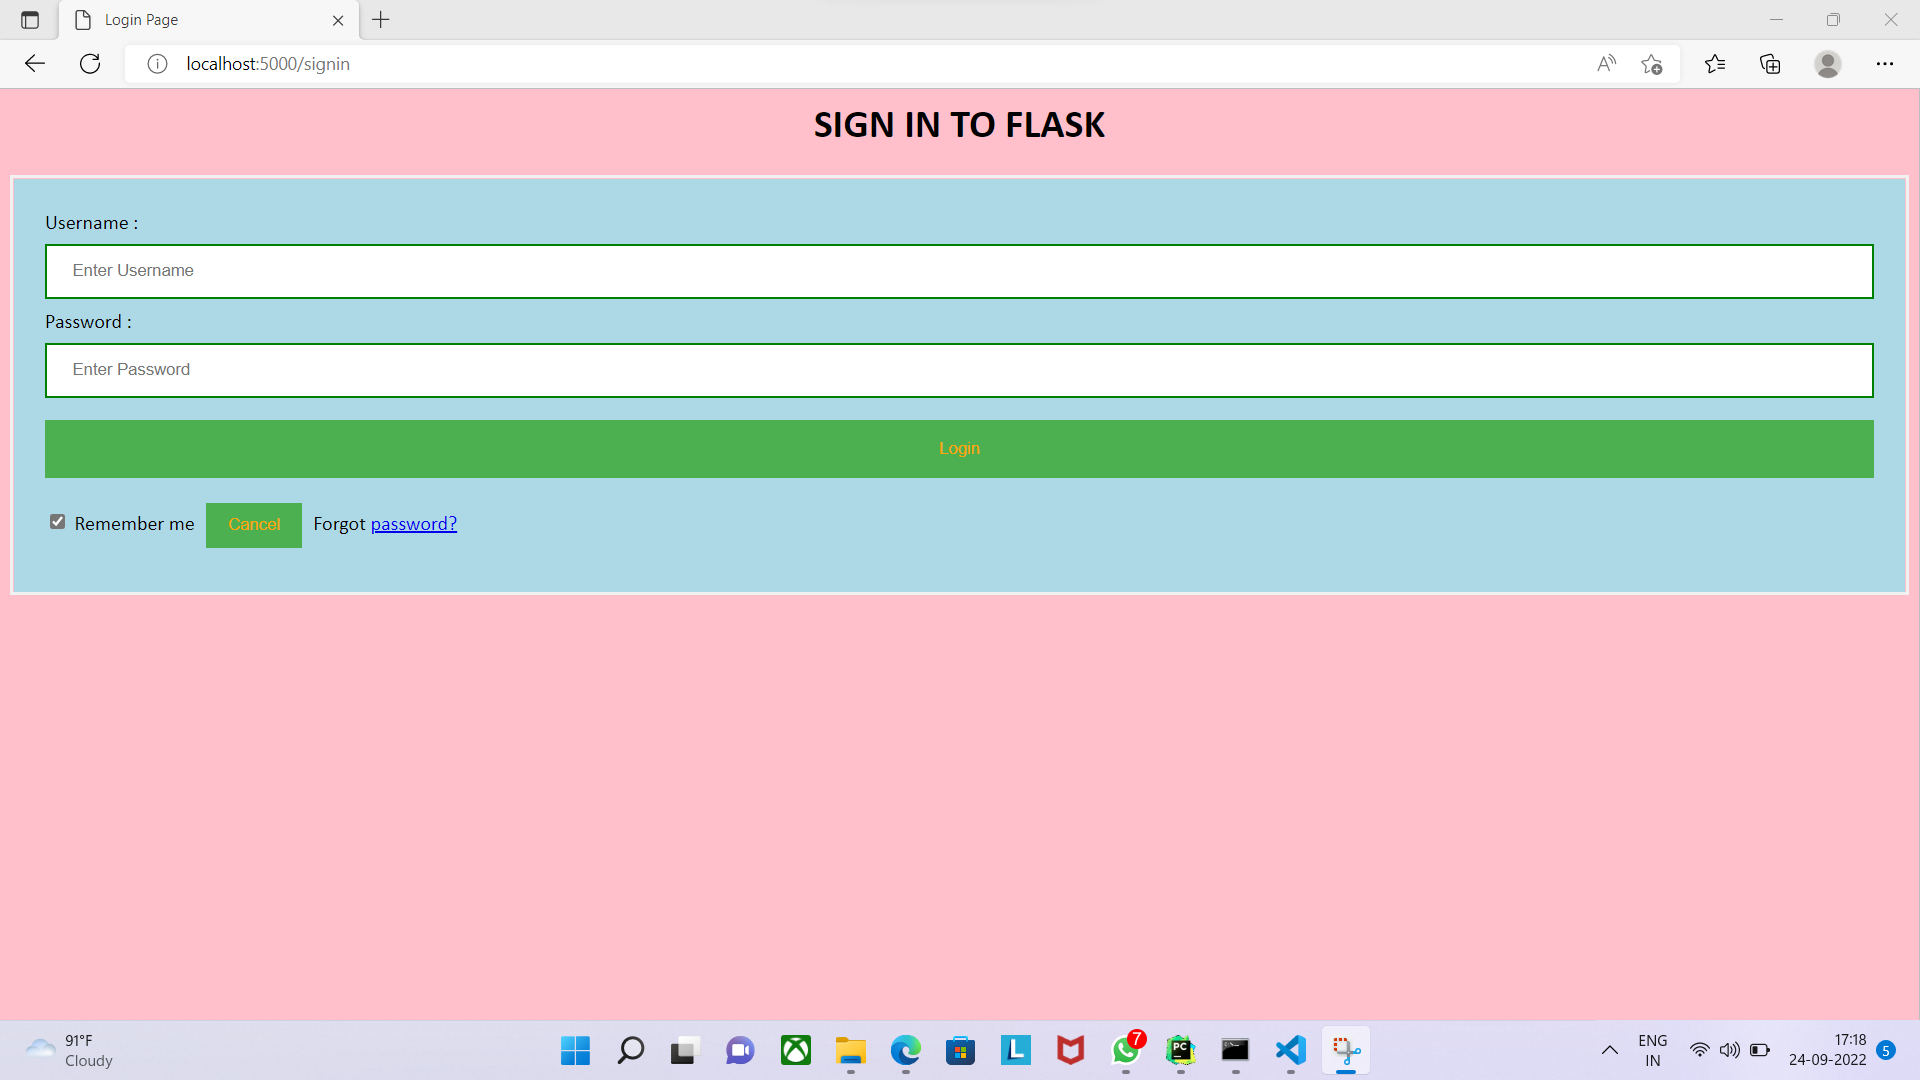 Login Page
localhost:5000/signin
SIGN IN TO FLASK
Username :
Enter Username
Password :
Enter Password
Login
Remember me Cancel Forgot password?
91°F
Cloudy
L
7
PC
ENG
IN
17:18
24-09-2022
5